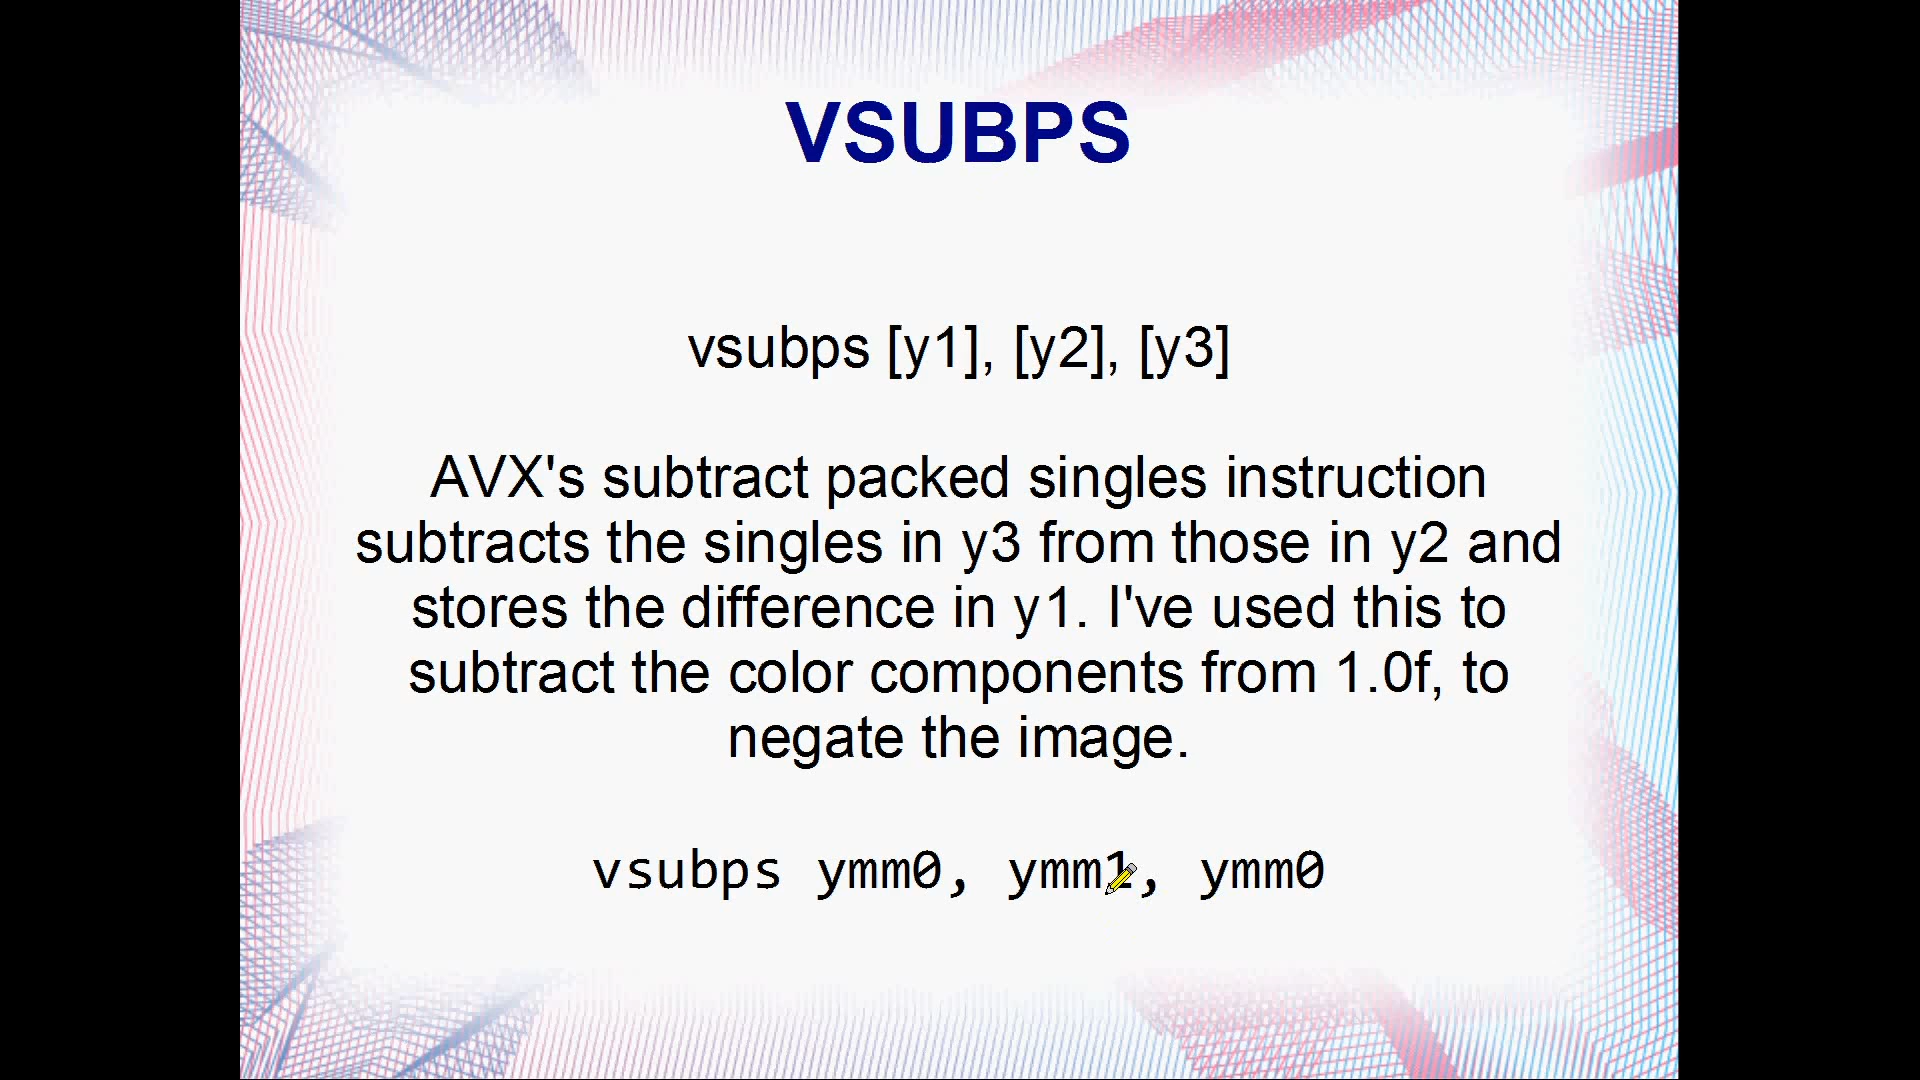 VSUBPS
vsubps [y1], [y2], [y3]
AVX's subtract packed singles instruction
subtracts the singles in y3 from those in y2 and
stores the difference in y1. I've used this to
subtract the color components from 1.0f, to
negate the image.
vsubps ymm0, ymm1, ymm0